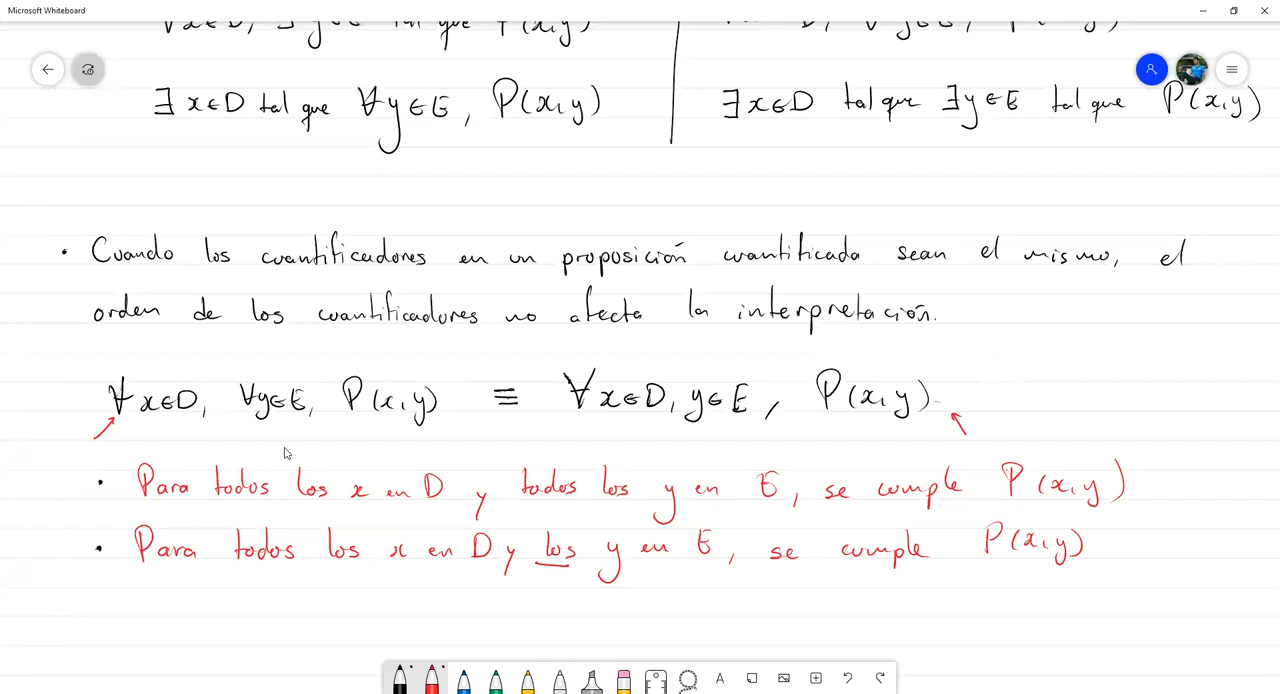 Microsoft Whiteboard
∀x∈D, ∃y∈E tal que P(x,y)
∃x∈D tal que ∀y∈E, P(x,y)
∃x∈D tal que ∃y∈E tal que P(x,y)
• Cuando los cuantificadores en un proposición cuantificada sean el mismo, el
orden de los cuantificadores no afecta la interpretación.
∀x∈D, ∀y∈E, P(x,y) ≡ ∀x∈D, y∈E, P(x,y)
• Para todos los x en D y todos los y en E, se cumple P(x,y)
• Para todos los x en D y los y en E, se cumple P(x,y)